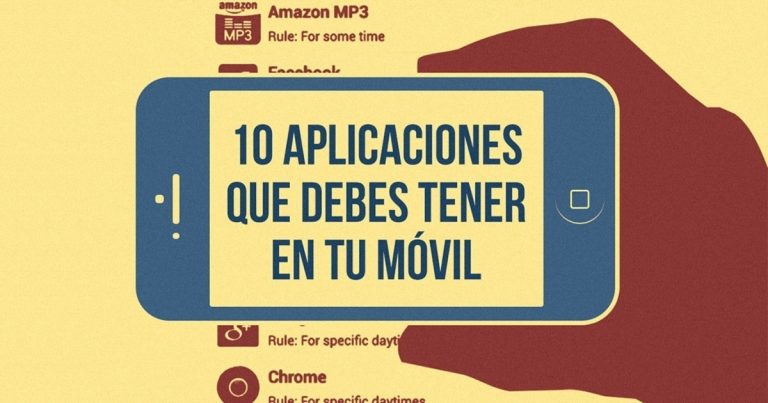 amazon
MP3
Amazon MP3
Rule: For some time
Facebook
10 APLICACIONES
QUE DEBES TENER
EN TU MÓVIL
g+
Rule: For specific dayti
Chrome
Rule: For specific daytimes